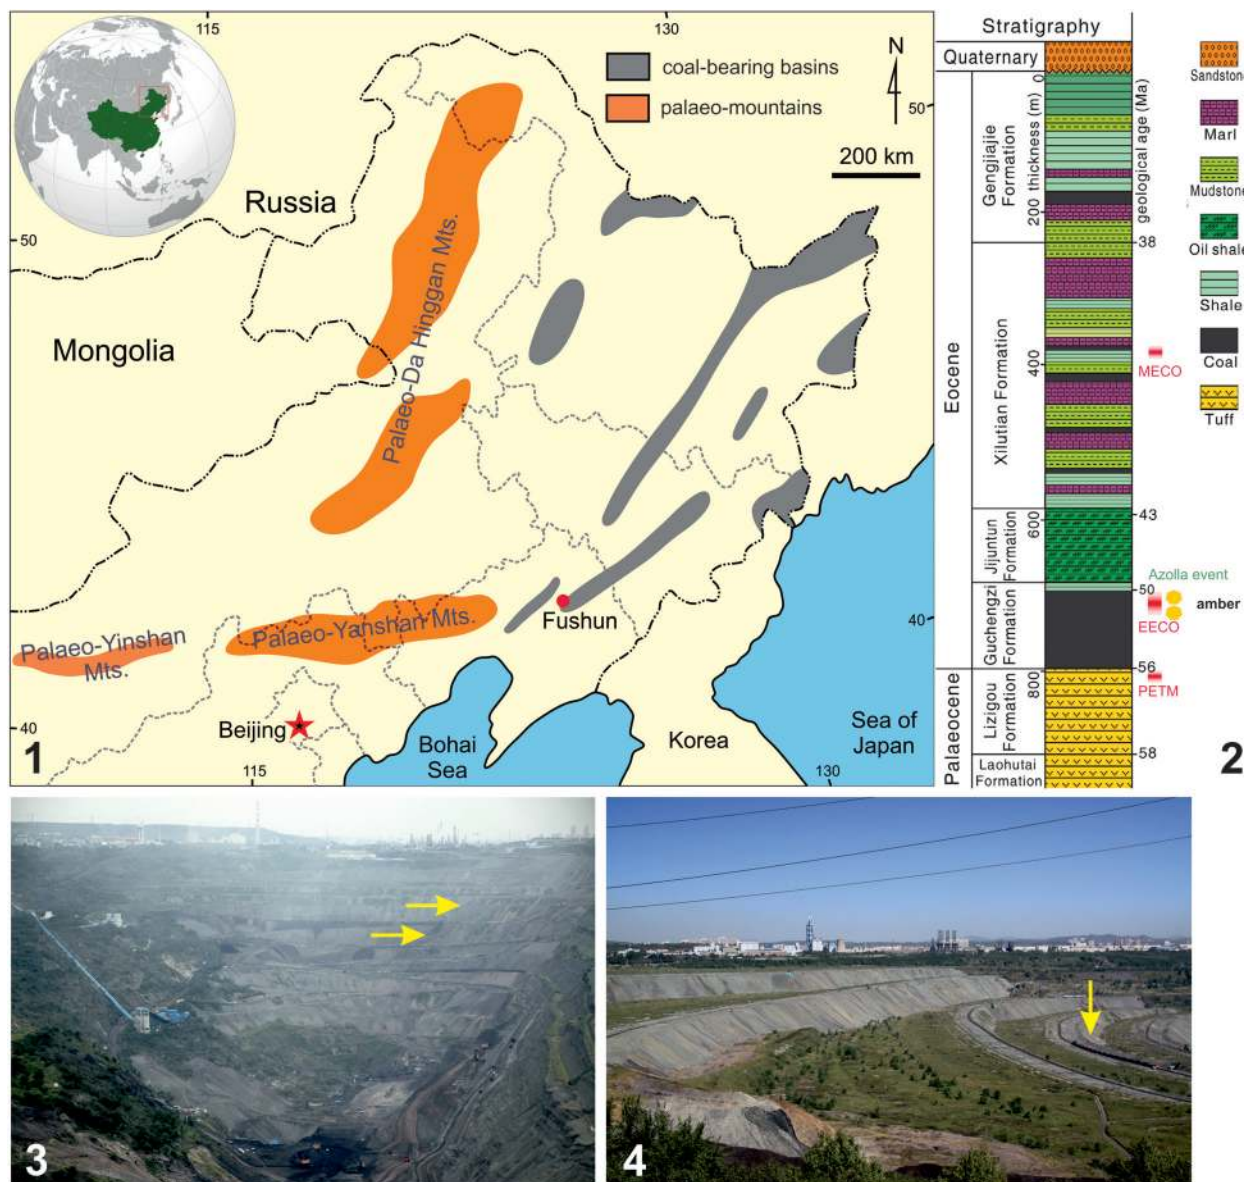 115
130
N
coal-bearing basins
palaeo-mountains
50
200 km
Russia
50
Mongolia
Palaeo-Da Hinggan Mts.
Palaeo-Yinshan
Mts.
Palaeo-Yanshan Mts.
Fushun
40
40
Beijing
Bohai
Sea
Korea
Sea of
Japan
115
130
1
Stratigraphy
Quaternary
Eocene
Palaeocene
Gengjiajie
Formation
Xilutian Formation
Jijuntun
Formation
Guchengzi
Formation
Lizigou
Formation
Laohutai
Formation
thickness (m)
0
200
400
600
800
geological age (Ma)
38
43
50
56
58
MECO
Azolla event
amber
EECO
PETM
Sandstone
Marl
Mudstone
Oil shale
Shale
Coal
Tuff
2
3
4